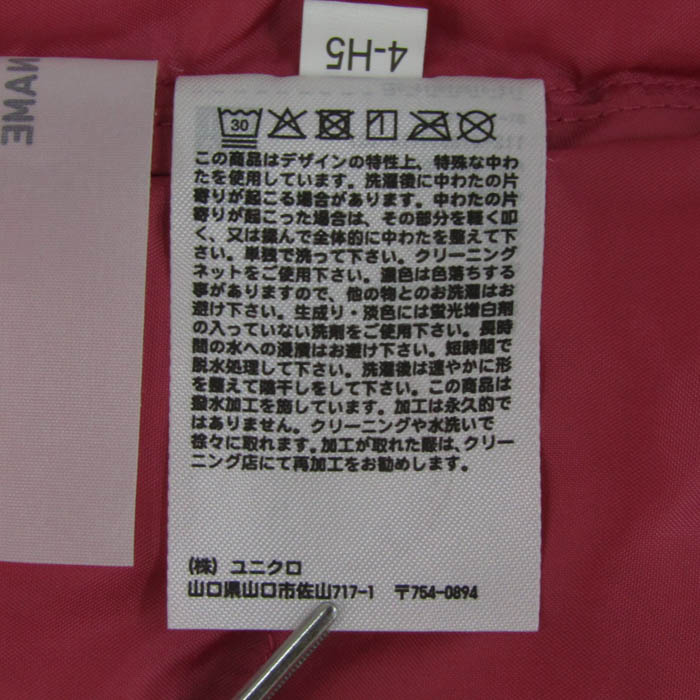 4-H5
NAME
30
この商品はデザインの特性上、特殊な中わ
たを使用しています。洗濯後に中わたの片
寄りが起こる場合があります。中わたの片
寄りが起こった場合は、その部分を軽く叩
く、又は揉んで全体的に中わたを整えて下
さい。単独で洗って下さい。クリーニング
ネットをご使用下さい。濃色は色落ちする
事がありますので、他の物とのお洗濯はお
避け下さい。生成り・淡色には蛍光増白剤
の入っていない洗剤をご使用下さい。長時
間の水への浸漬はお避け下さい。短時間で
脱水処理して下さい。洗濯後は速やかに形
を整えて陰干しをして下さい。この商品は
撥水加工を施しています。加工は永久的で
はありません。クリーニングや水洗いで
徐々に取れます。加工が取れた際は、クリー
ニング店にて再加工をお勧めします。
(株) ユニクロ
山口県山口市佐山717-1 〒754-0894